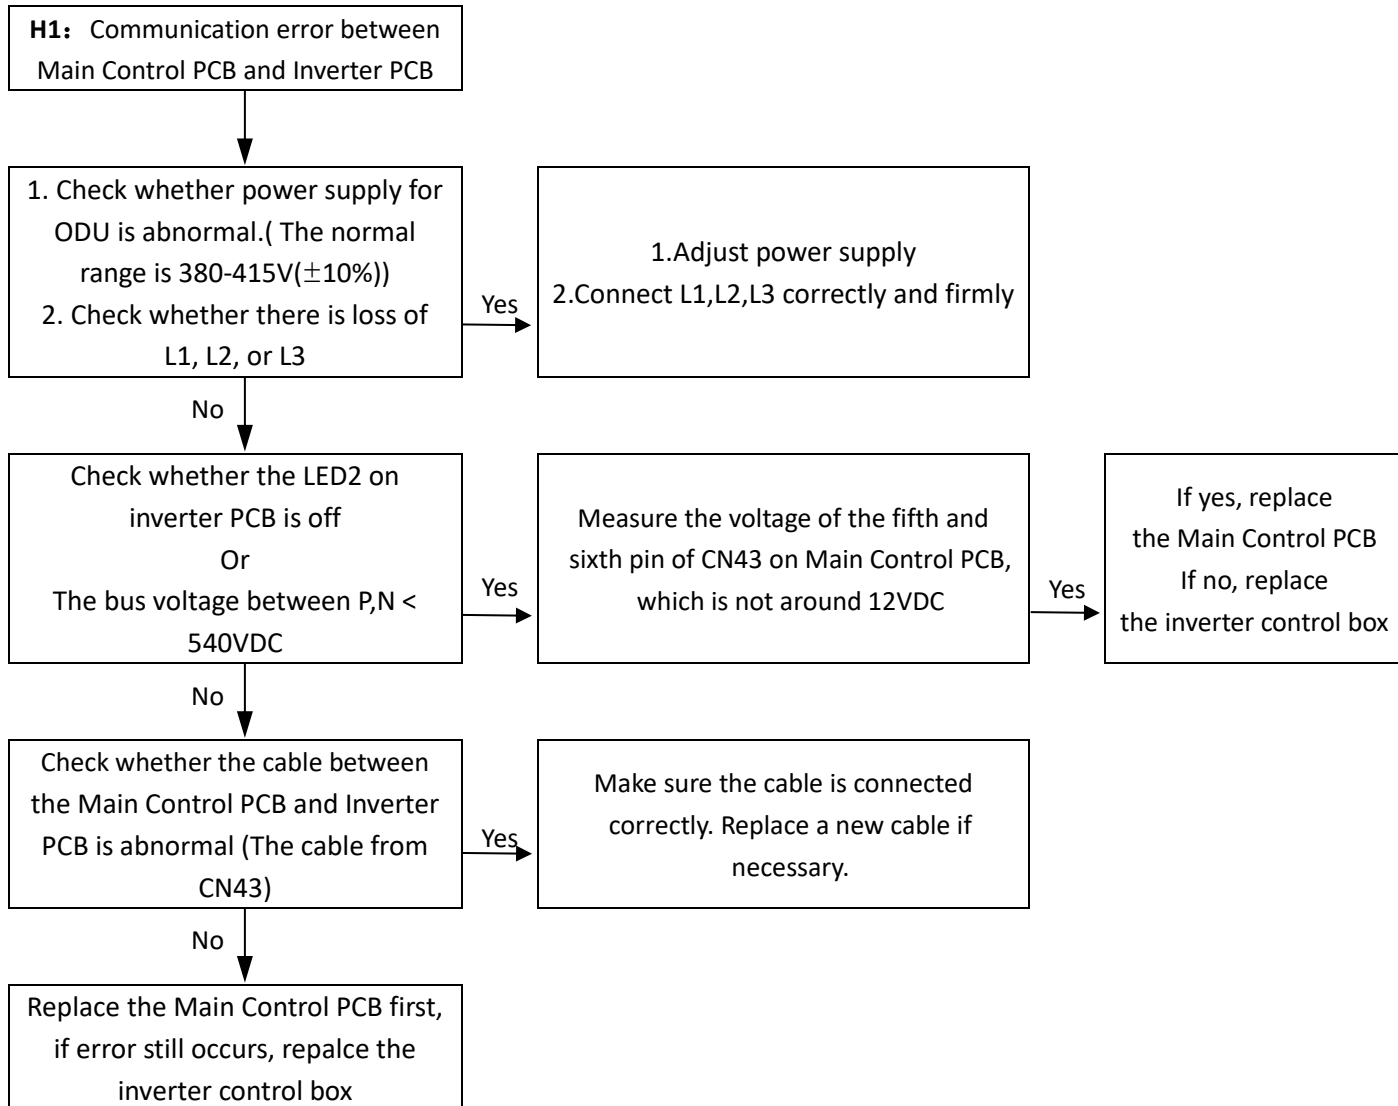 H1： Communication error between
Main Control PCB and Inverter PCB
1. Check whether power supply for
ODU is abnormal.( The normal
range is 380-415V(±10%))
2. Check whether there is loss of
L1, L2, or L3
Yes
1.Adjust power supply
2.Connect L1,L2,L3 correctly and firmly
No
Check whether the LED2 on
inverter PCB is off
Or
The bus voltage between P,N <
540VDC
Yes
Measure the voltage of the fifth and
sixth pin of CN43 on Main Control PCB,
which is not around 12VDC
Yes
If yes, replace
the Main Control PCB
If no, replace
the inverter control box
No
Check whether the cable between
the Main Control PCB and Inverter
PCB is abnormal (The cable from
CN43)
Yes
Make sure the cable is connected
correctly. Replace a new cable if
necessary.
No
Replace the Main Control PCB first,
if error still occurs, repalce the
inverter control box